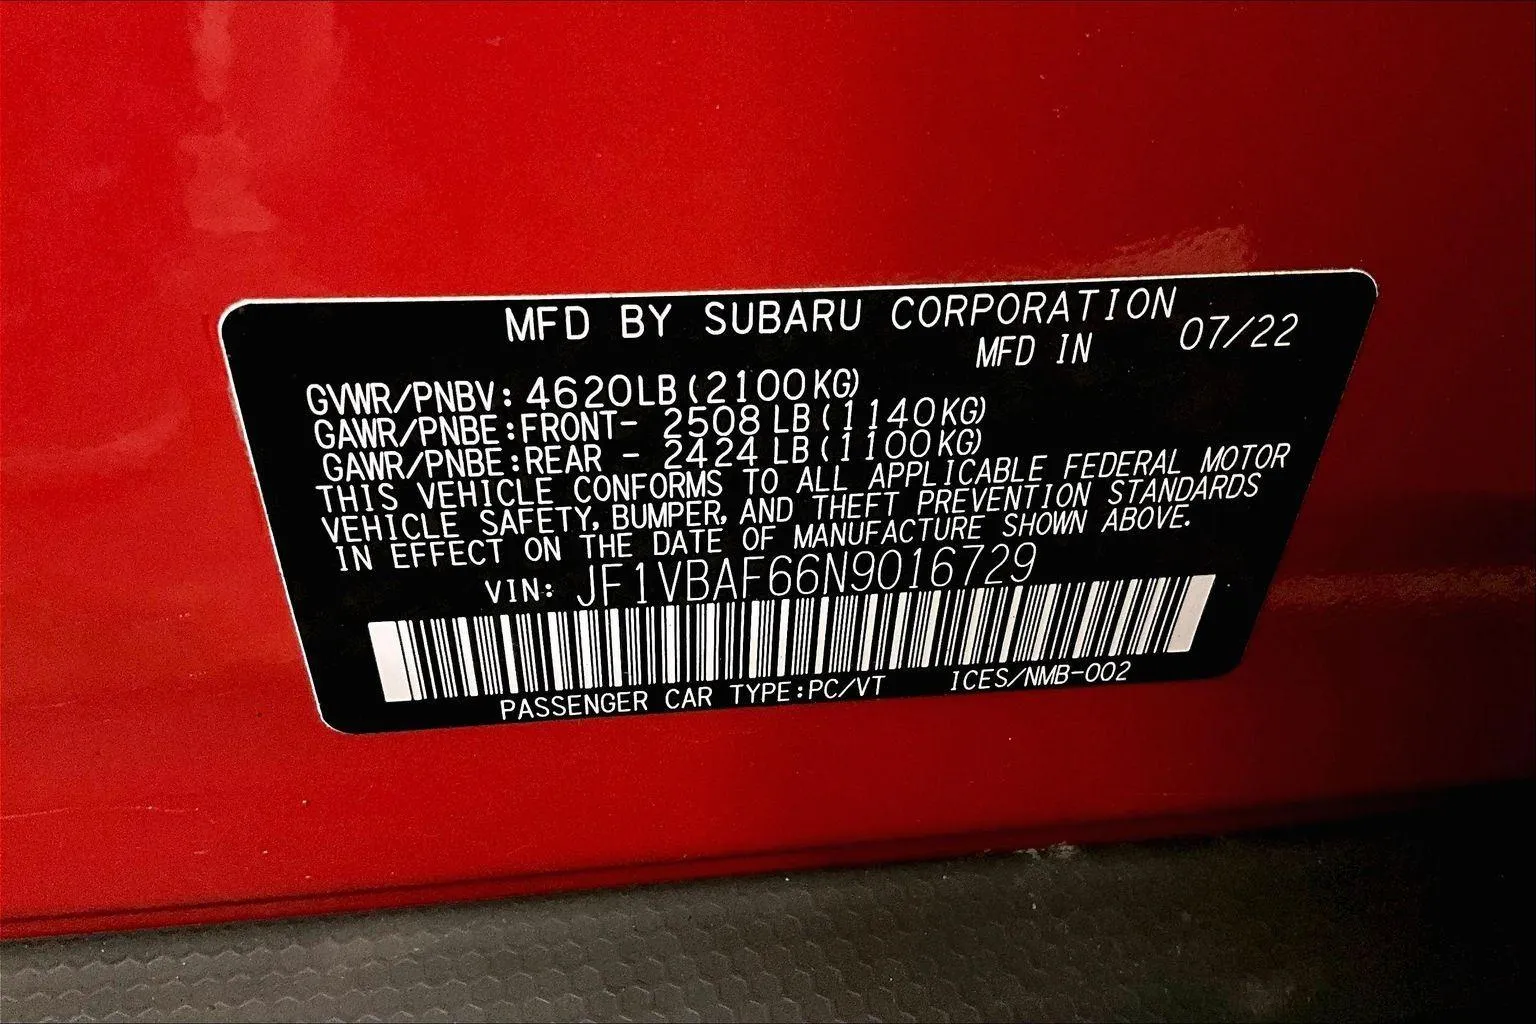 MFD BY SUBARU CORPORATION
MFD IN 07/22
GVWR/PNBV: 4620LB(2100KG)
GAWR/PNBE:FRONT- 2508 LB(1140KG)
GAWR/PNBE:REAR - 2424 LB(1100KG)
THIS VEHICLE CONFORMS TO ALL APPLICABLE FEDERAL MOTOR
VEHICLE SAFETY, BUMPER, AND THEFT PREVENTION STANDARDS
IN EFFECT ON THE DATE OF MANUFACTURE SHOWN ABOVE.
VIN: JF1VBAF66N9016729
PASSENGER CAR TYPE:PC/VT ICES/NMB-002